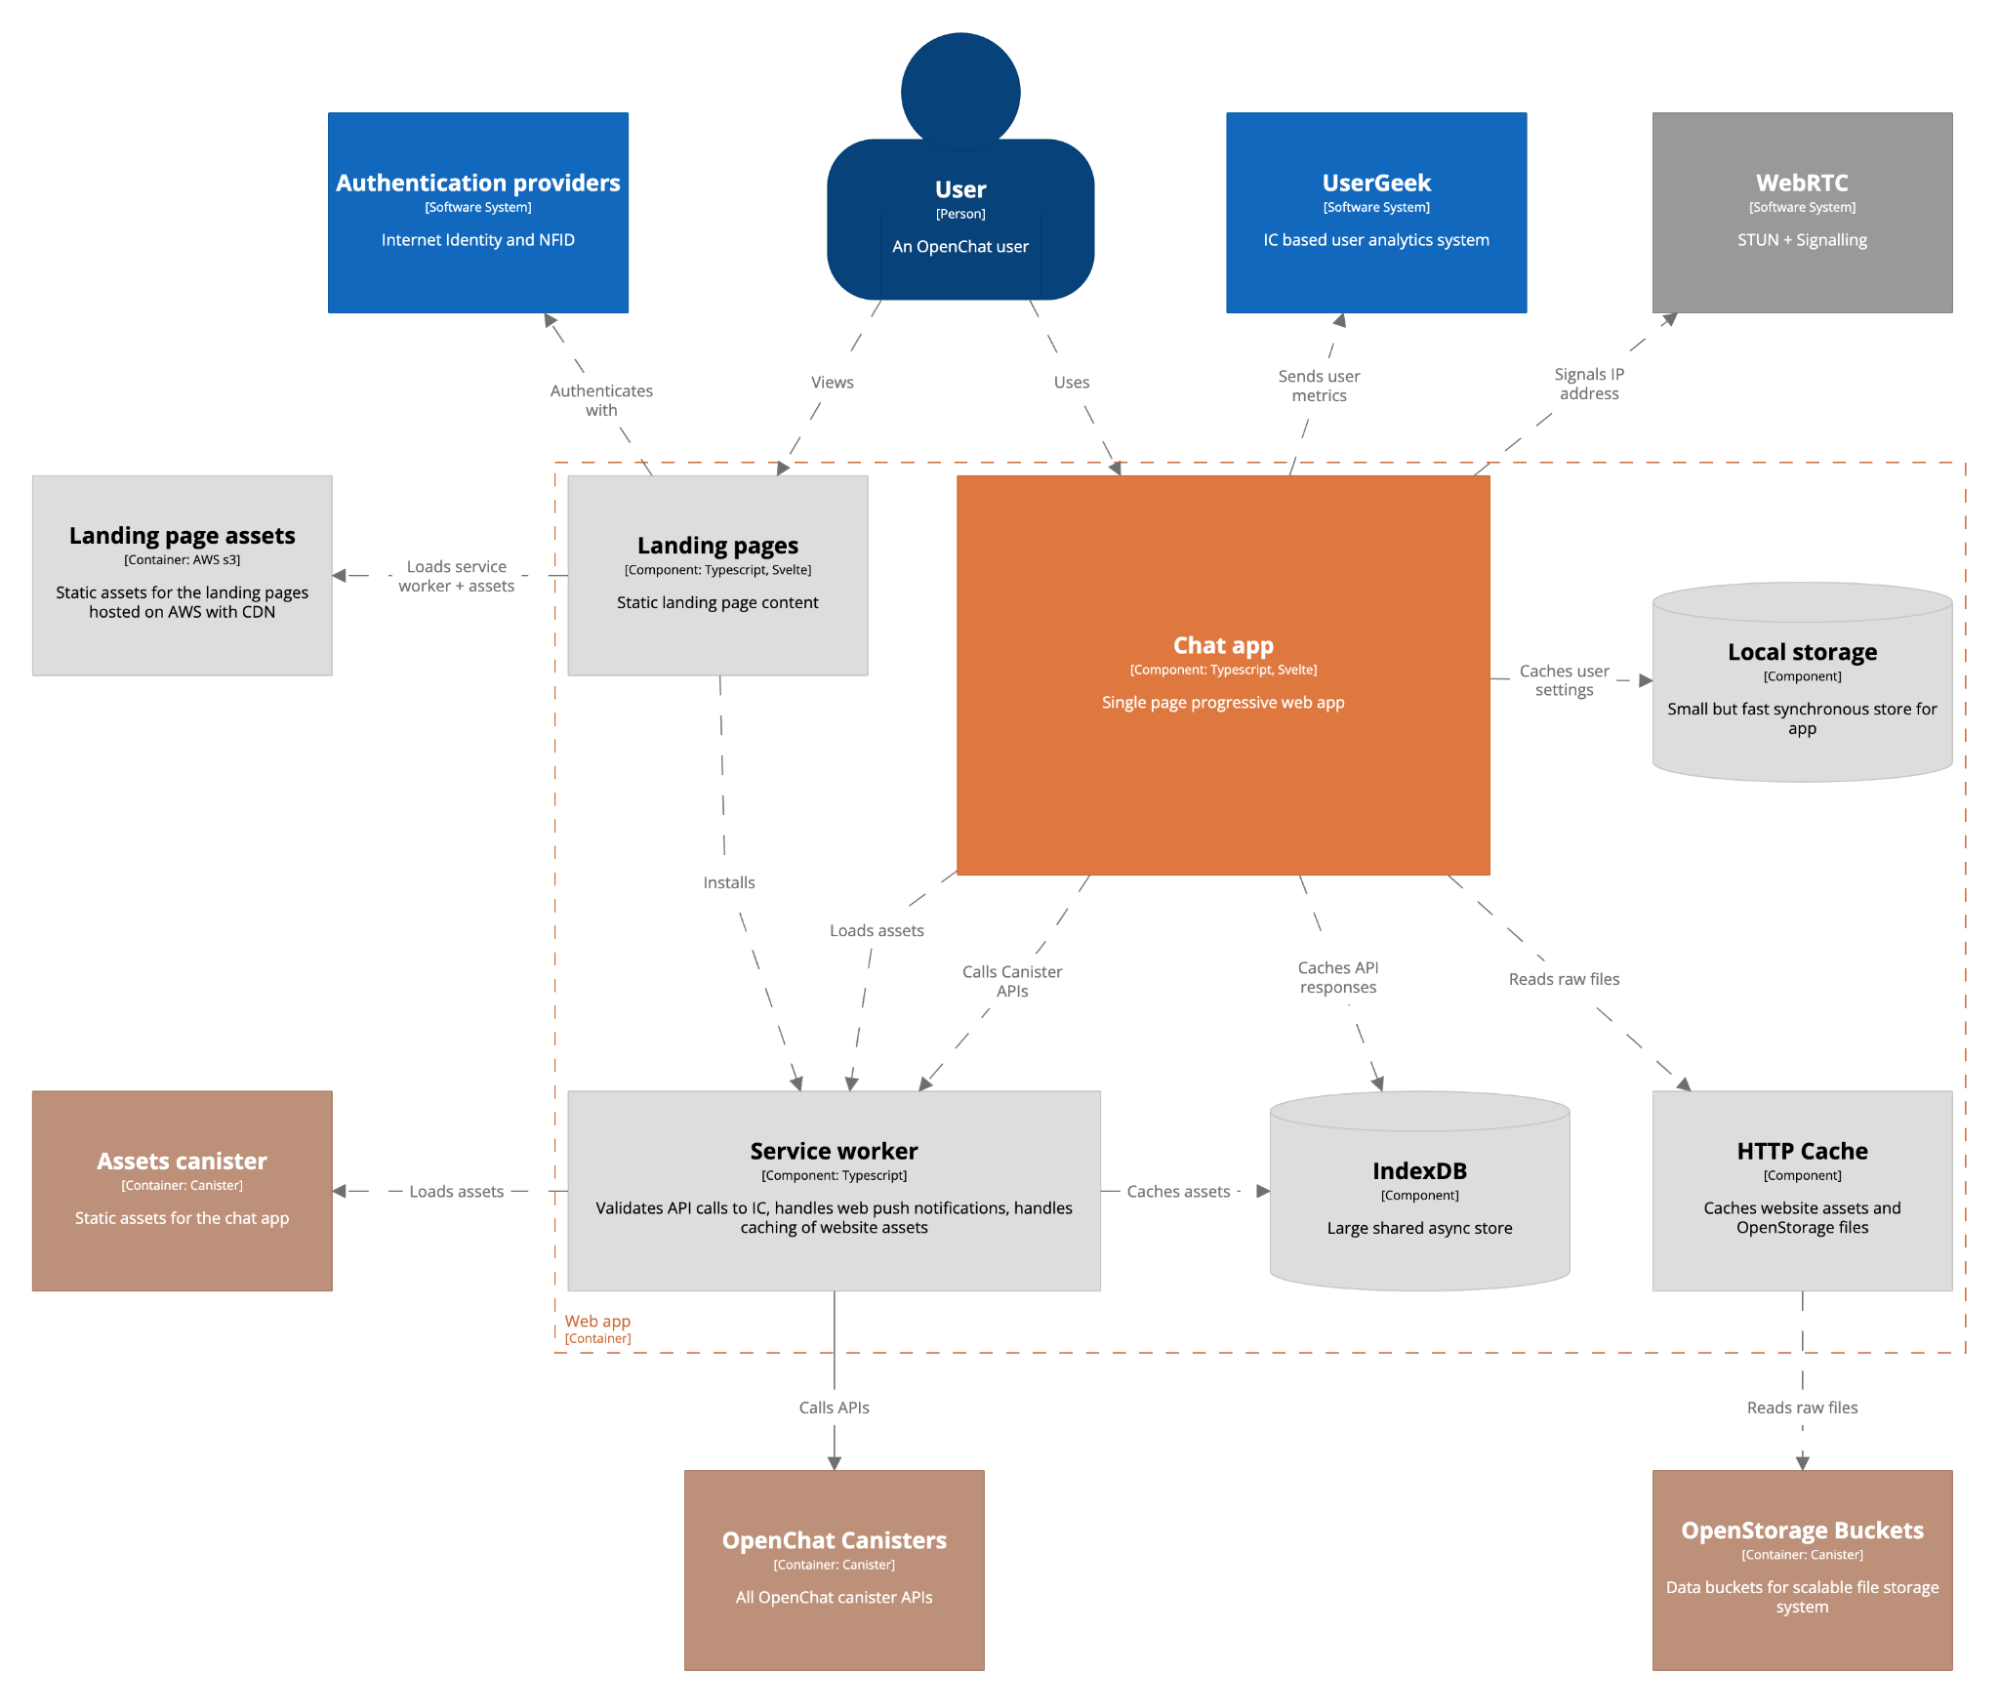 Authentication providers
[Software System]
Internet Identity and NFID
User
[Person]
An OpenChat user
UserGeek
[Software System]
IC based user analytics system
WebRTC
[Software System]
STUN + Signalling
Authenticates
with
Views
Uses
Sends user
metrics
Signals IP
address
Landing page assets
[Container: AWS s3]
Static assets for the landing pages
hosted on AWS with CDN
Loads service
worker + assets
Landing pages
[Component: Typescript, Svelte]
Static landing page content
Chat app
[Component: Typescript, Svelte]
Single page progressive web app
Caches user
settings
Local storage
[Component]
Small but fast synchronous store for
app
Installs
Loads assets
Calls Canister
APIs
Caches API
responses
Reads raw files
Assets canister
[Container: Canister]
Static assets for the chat app
Loads assets
Service worker
[Component: Typescript]
Validates API calls to IC, handles web push notifications, handles
caching of website assets
Caches assets
IndexDB
[Component]
Large shared async store
HTTP Cache
[Component]
Caches website assets and
OpenStorage files
Web app
[Container]
Calls APIs
Reads raw files
OpenChat Canisters
[Container: Canister]
All OpenChat canister APIs
OpenStorage Buckets
[Container: Canister]
Data buckets for scalable file storage
system